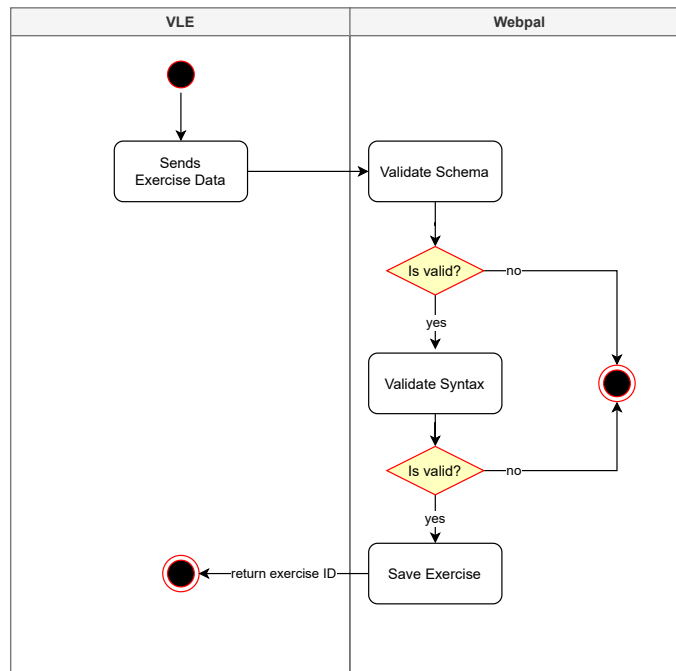 VLE
Webpal
Sends
Exercise Data
Validate Schema
Is valid?
no
yes
Validate Syntax
Is valid?
no
yes
return exercise ID
Save Exercise